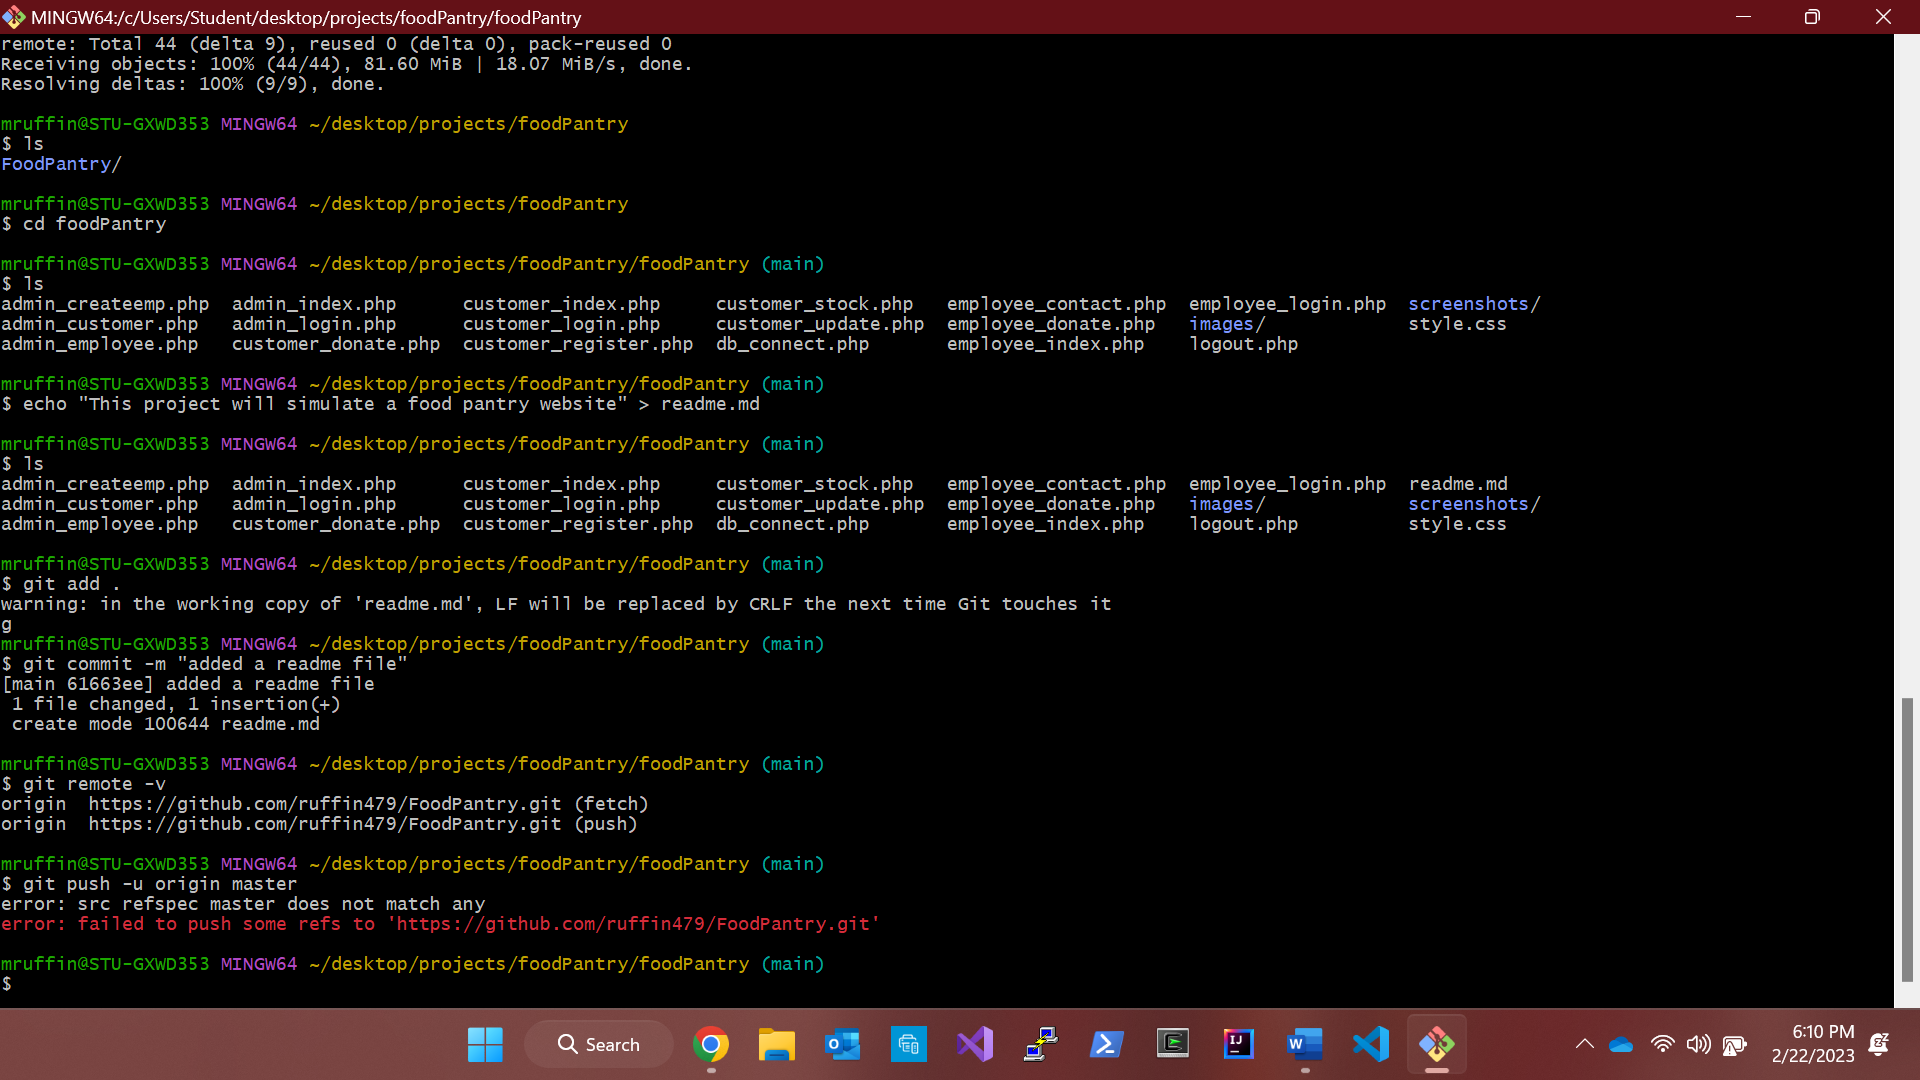 MINGW64:/c/Users/Student/desktop/projects/foodPantry/foodPantry
remote: Total 44 (delta 9), reused 0 (delta 0), pack-reused 0
Receiving objects: 100% (44/44), 81.60 MiB | 18.07 MiB/s, done.
Resolving deltas: 100% (9/9), done.
mruffin@STU-GXWD353 MINGW64 ~/desktop/projects/foodPantry
$ ls
FoodPantry/
mruffin@STU-GXWD353 MINGW64 ~/desktop/projects/foodPantry
$ cd foodPantry
mruffin@STU-GXWD353 MINGW64 ~/desktop/projects/foodPantry/foodPantry (main)
$ ls
admin_createemp.php  admin_index.php      customer_index.php     customer_stock.php   employee_contact.php  employee_login.php  screenshots/
admin_customer.php   admin_login.php      customer_login.php     customer_update.php  employee_donate.php   images/             style.css
admin_employee.php   customer_donate.php  customer_register.php  db_connect.php       employee_index.php    logout.php
mruffin@STU-GXWD353 MINGW64 ~/desktop/projects/foodPantry/foodPantry (main)
$ echo "This project will simulate a food pantry website" > readme.md
mruffin@STU-GXWD353 MINGW64 ~/desktop/projects/foodPantry/foodPantry (main)
$ ls
admin_createemp.php  admin_index.php      customer_index.php     customer_stock.php   employee_contact.php  employee_login.php  readme.md
admin_customer.php   admin_login.php      customer_login.php     customer_update.php  employee_donate.php   images/             screenshots/
admin_employee.php   customer_donate.php  customer_register.php  db_connect.php       employee_index.php    logout.php          style.css
mruffin@STU-GXWD353 MINGW64 ~/desktop/projects/foodPantry/foodPantry (main)
$ git add .
warning: in the working copy of 'readme.md', LF will be replaced by CRLF the next time Git touches it
g
mruffin@STU-GXWD353 MINGW64 ~/desktop/projects/foodPantry/foodPantry (main)
$ git commit -m "added a readme file"
[main 61663ee] added a readme file
 1 file changed, 1 insertion(+)
 create mode 100644 readme.md
mruffin@STU-GXWD353 MINGW64 ~/desktop/projects/foodPantry/foodPantry (main)
$ git remote -v
origin  https://github.com/ruffin479/FoodPantry.git (fetch)
origin  https://github.com/ruffin479/FoodPantry.git (push)
mruffin@STU-GXWD353 MINGW64 ~/desktop/projects/foodPantry/foodPantry (main)
$ git push -u origin master
error: src refspec master does not match any
error: failed to push some refs to 'https://github.com/ruffin479/FoodPantry.git'
mruffin@STU-GXWD353 MINGW64 ~/desktop/projects/foodPantry/foodPantry (main)
$
Search
6:10 PM
2/22/2023